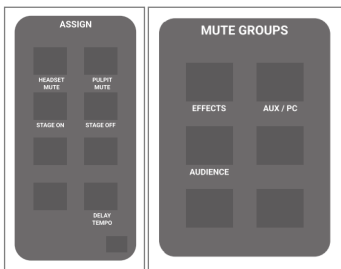 ASSIGN
HEADSET MUTE
PULPIT MUTE
STAGE ON
STAGE OFF
DELAY TEMPO
MUTE GROUPS
EFFECTS
AUX / PC
AUDIENCE